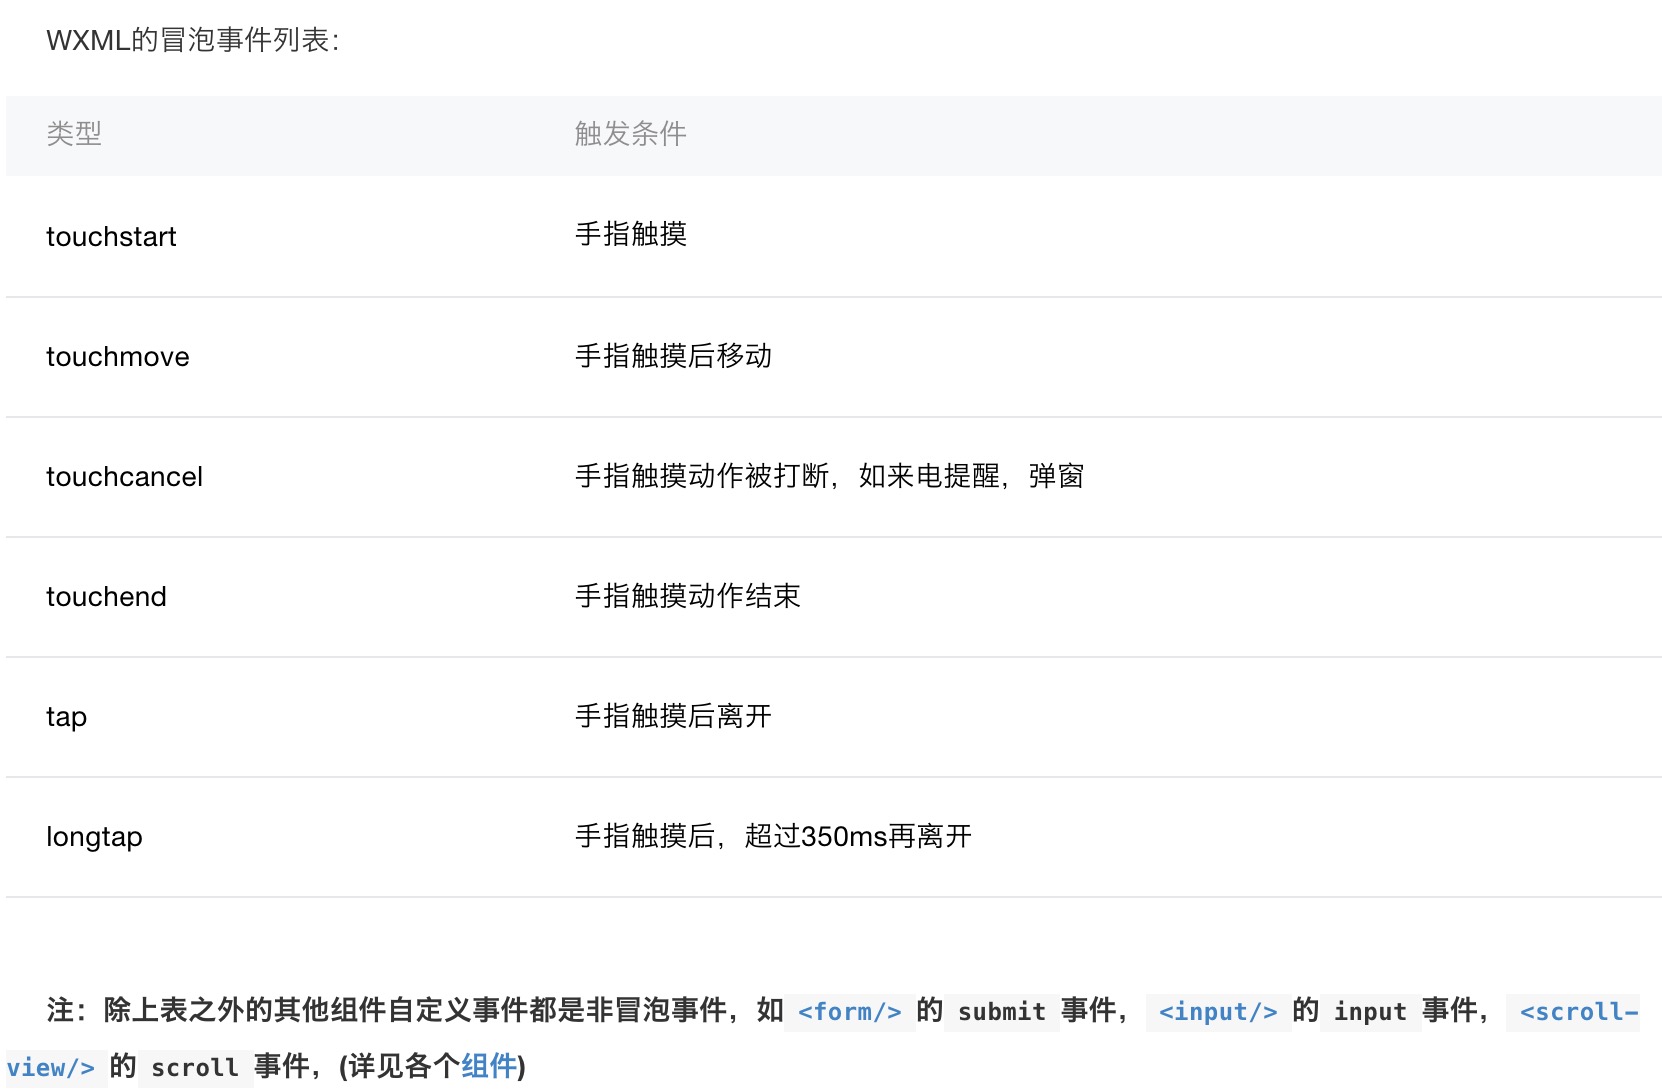 WXML的冒泡事件列表：
类型 触发条件
touchstart 手指触摸
touchmove 手指触摸后移动
touchcancel 手指触摸动作被打断，如来电提醒，弹窗
touchend 手指触摸动作结束
tap 手指触摸后离开
longtap 手指触摸后，超过350ms再离开
注：除上表之外的其他组件自定义事件都是非冒泡事件，如 <form/> 的 submit 事件， <input/> 的 input 事件， <scroll-
view/> 的 scroll 事件，(详见各个组件)